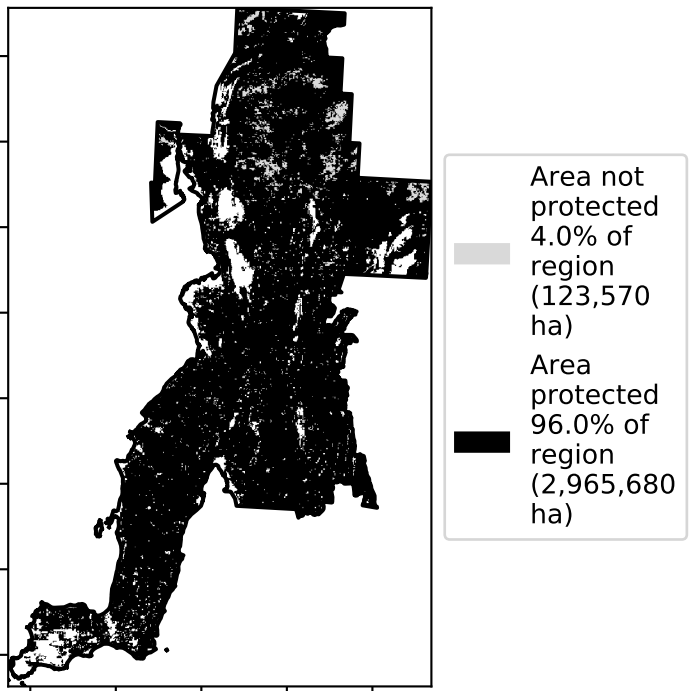 Area not
protected
4.0% of
region
(123,570
ha)
Area
protected
96.0% of
region
(2,965,680
ha)